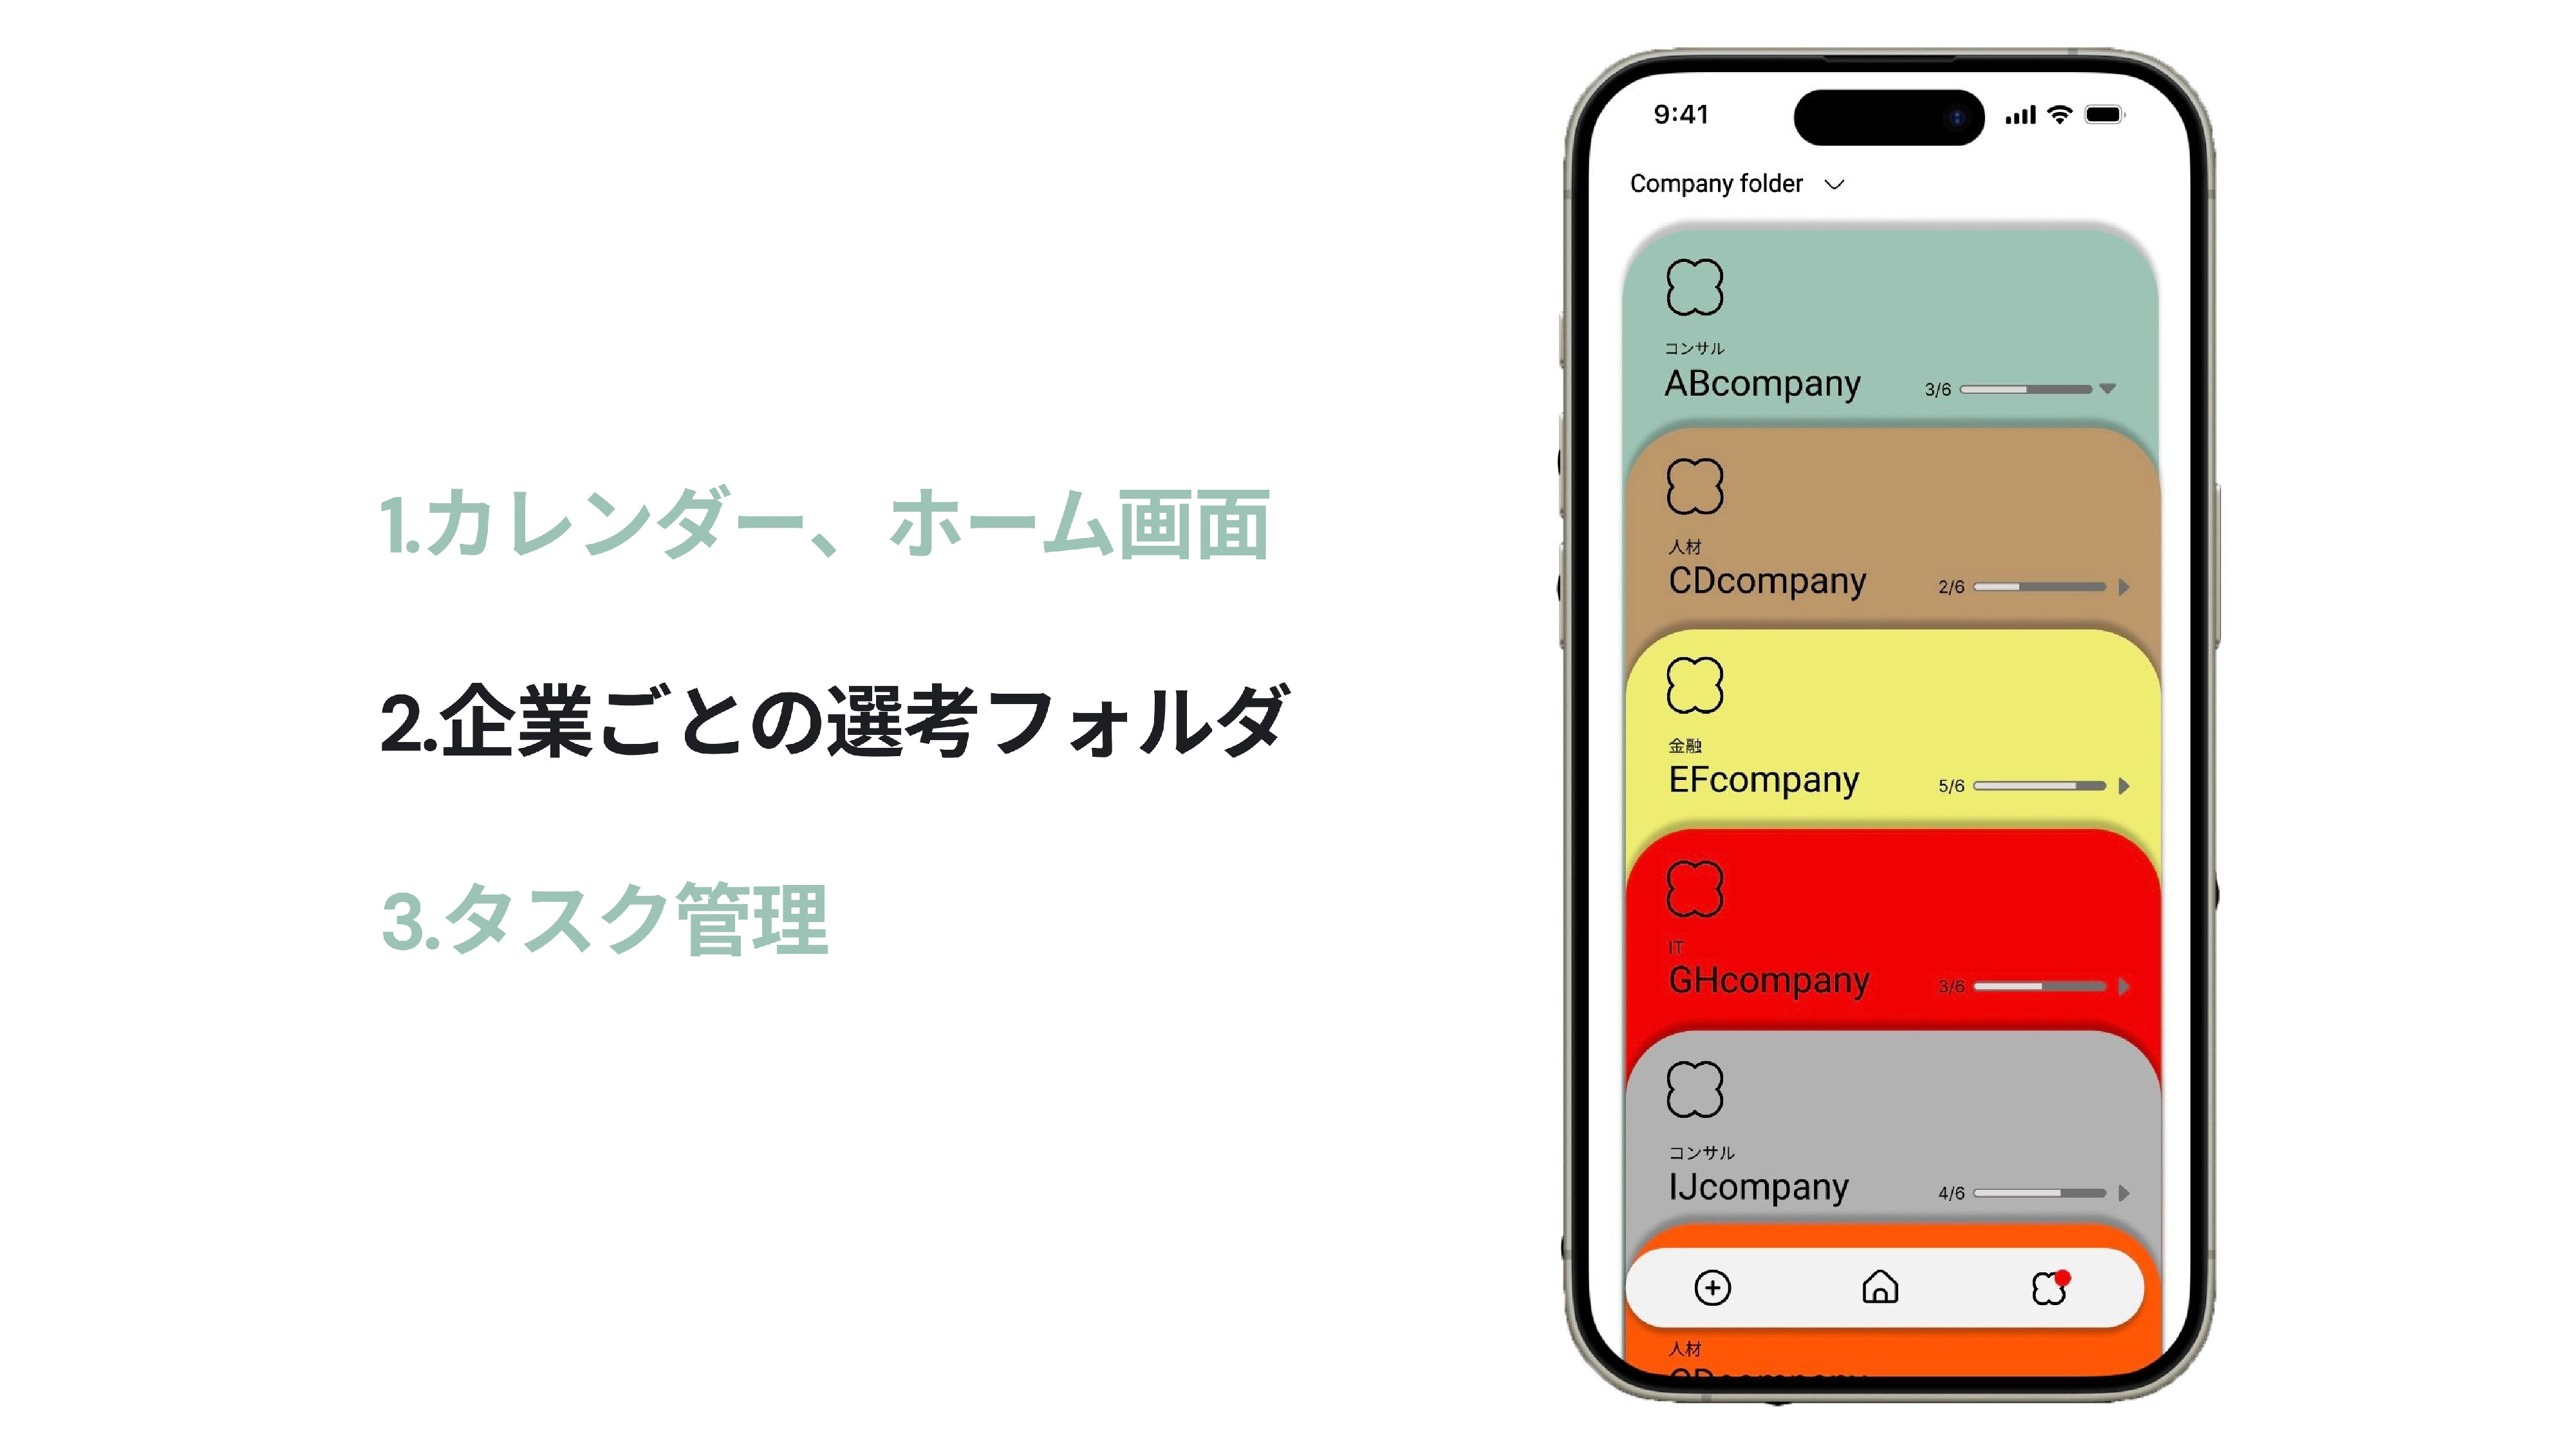 1.カレンダー、ホーム画面
2.企業ごとの選考フォルダ
3.タスク管理
9:41
Company folder
コンサル
ABcompany 3/6
人材
CDcompany 2/6
金融
EFcompany 5/6
IT
GHcompany 3/6
コンサル
IJcompany 4/6
人材